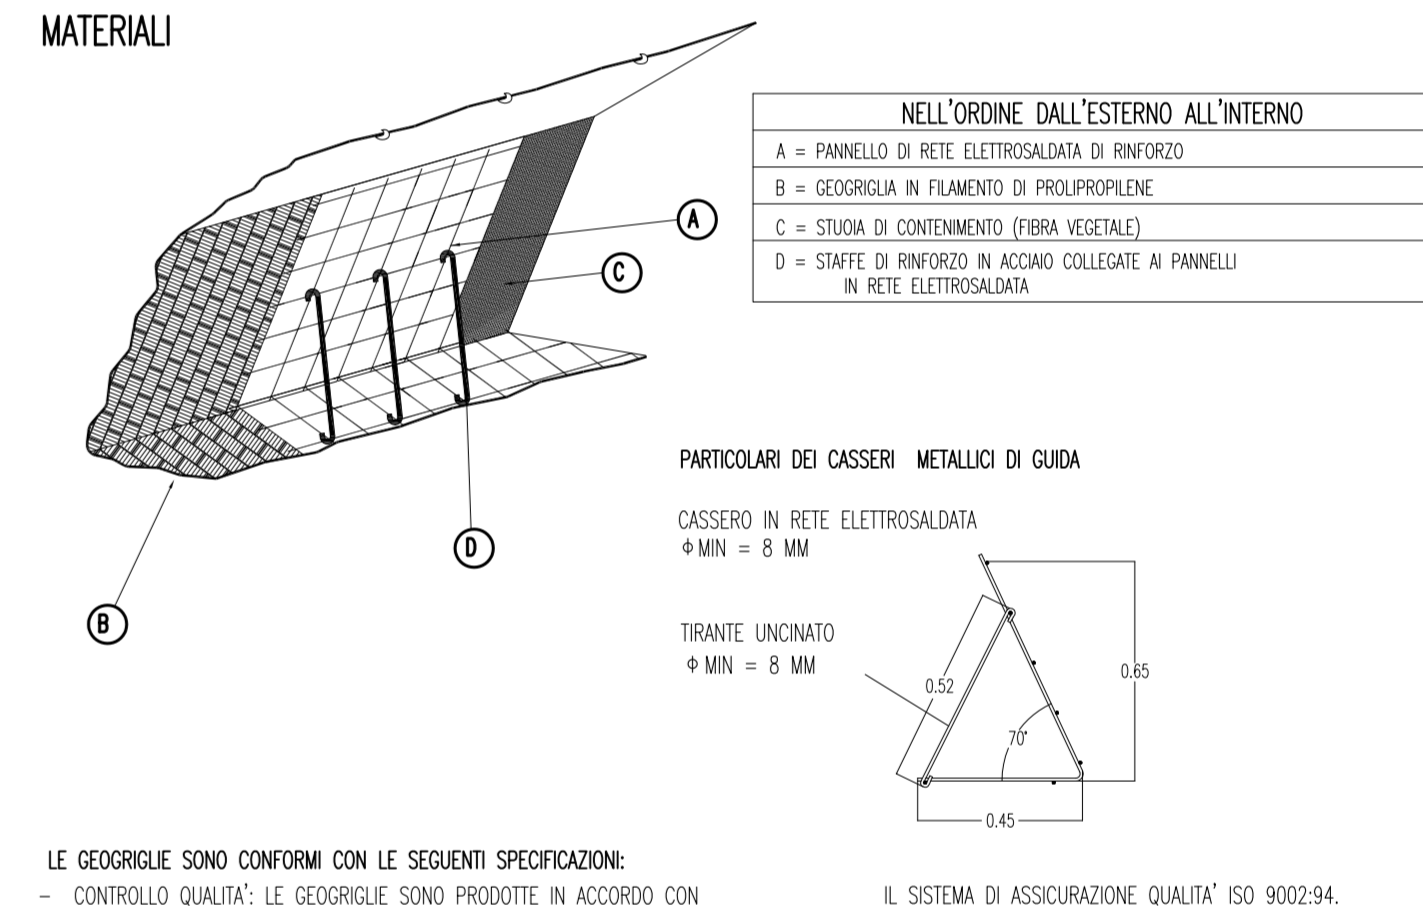 MATERIALI
NELL'ORDINE DALL'ESTERNO ALL'INTERNO
A = PANNELLO DI RETE ELETTROSALDATA DI RINFORZO
B = GEOGRIGLIA IN FILAMENTO DI PROLIPROPILENE
C = STUOIA DI CONTENIMENTO (FIBRA VEGETALE)
D = STAFFE DI RINFORZO IN ACCIAIO COLLEGATE AI PANNELLI
IN RETE ELETTROSALDATA
A
C
D
B
PARTICOLARI DEI CASSERI METALLICI DI GUIDA
CASSERO IN RETE ELETTROSALDATA
Φ MIN = 8 MM
TIRANTE UNCINATO
Φ MIN = 8 MM
0.52
0.65
70°
0.45
LE GEOGRIGLIE SONO CONFORMI CON LE SEGUENTI SPECIFICAZIONI:
– CONTROLLO QUALITA': LE GEOGRIGLIE SONO PRODOTTE IN ACCORDO CON IL SISTEMA DI ASSICURAZIONE QUALITA' ISO 9002:94.